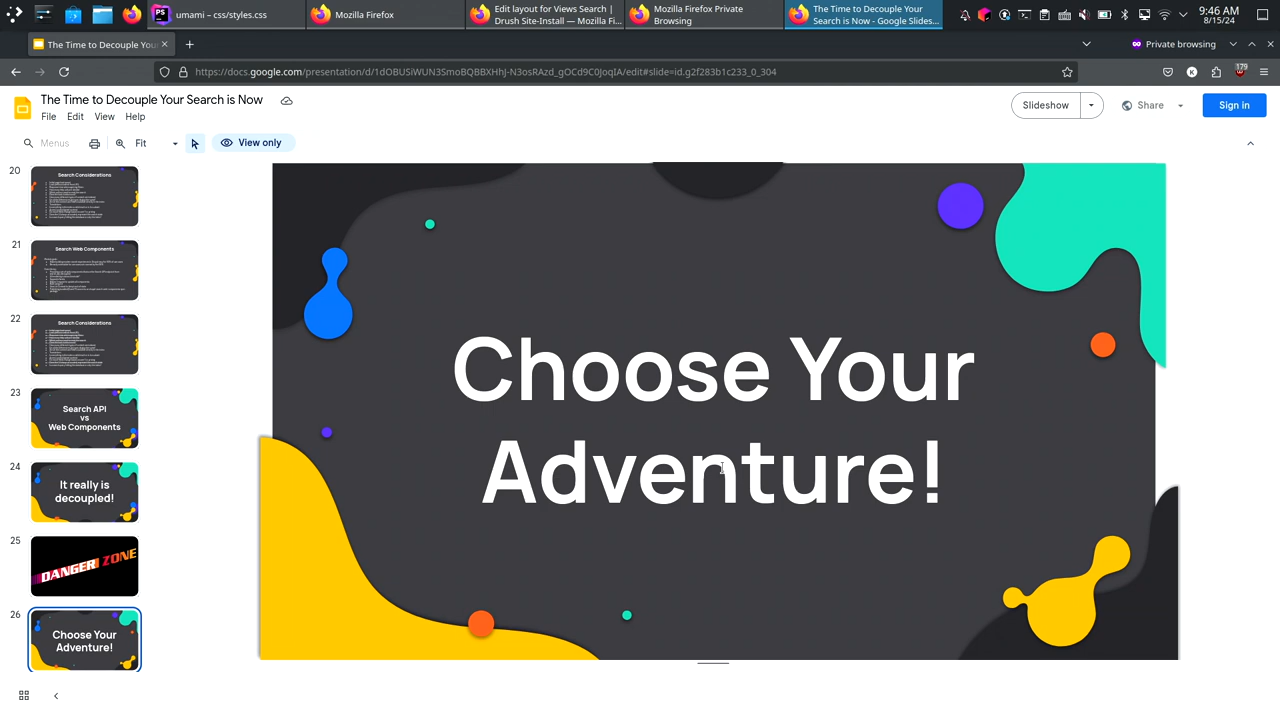 umami – css/styles.css
Mozilla Firefox
Edit layout for Views Search |
Drush Site-Install — Mozilla Fi...
Mozilla Firefox Private
Browsing
The Time to Decouple Your
Search is Now - Google Slides...
9:46 AM
8/15/24
The Time to Decouple You
Private browsing
https://docs.google.com/presentation/d/1dOBUSiWUN3SmoBQBBXHhJ-N3osRAzd_gOCd9C0JoqIA/edit#slide=id.g2f283b1c233_0_304
179
The Time to Decouple Your Search is Now
File Edit View Help
Slideshow
Share
Sign in
Menus
Fit
View only
20
Search Considerations
21
Search Web Components
22
Search Considerations
23
Search API
vs
Web Components
24
It really is
decoupled!
25
DANGER ZONE
26
Choose Your
Adventure!
Choose Your
Adventure!